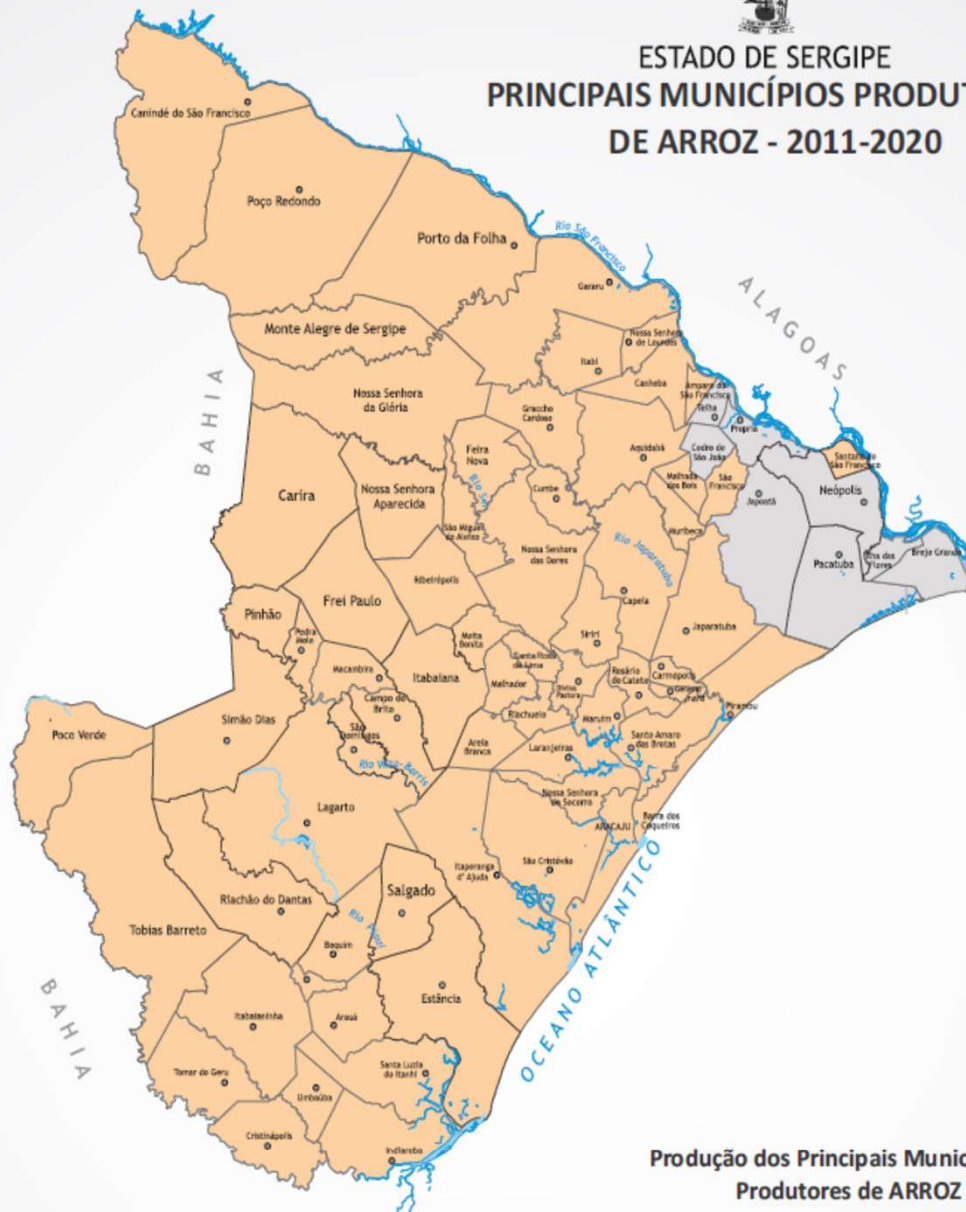 ESTADO DE SERGIPE
PRINCIPAIS MUNICÍPIOS PRODUT
DE ARROZ - 2011-2020
Canindé do São Francisco
Poço Redondo
Porto da Folha
Rio São Francisco
Gararu
ALAGOAS
Monte Alegre de Sergipe
Nossa Senhora
de Lourdes
Itabi
BAHIA
Nossa Senhora
da Glória
Canhoba
Amparo do
São Francisco
Telha
Propriá
Graccho
Cardoso
Feira
Nova
Aquidabã
Cedro de
São João
Santana do
São Francisco
Carira
Nossa Senhora
Aparecida
Cumbe
Malhada
dos Bois
São
Francisco
Japoatã
Neópolis
São Miguel
do Aleixo
Muribeca
Nossa Senhora
das Dores
Rio Japaratuba
Pacatuba
Ilha das
Flores
Brejo Grande
Ribeirópolis
Pinhão
Frei Paulo
Capela
Pedra
Mole
Moita
Bonita
Siriri
Japaratuba
Macambira
Itabaiana
Santa Rosa
de Lima
Malhador
Divina
Pastora
Rosário
do Catete
Carmópolis
General
Campo do
Brito
Riachuelo
Maruim
Pirambu
Poco Verde
Simão Dias
São
Domingos
Areia
Branca
Laranjeiras
Santo Amaro
das Brotas
Rio Vaza-Barris
Lagarto
Nossa Senhora
do Socorro
ARACAJU
Barra dos
Coqueiros
Itaporanga
d' Ajuda
São Cristóvão
OCEANO ATLÂNTICO
Riachão do Dantas
Salgado
Rio Piauí
Tobias Barreto
Boquim
BAHIA
Estância
Itabaianinha
Arauá
Tomar do Geru
Santa Luzia
do Itanhi
Umbaúba
Cristinápolis
Indiaroba
Produção dos Principais Munic
Produtores de ARROZ